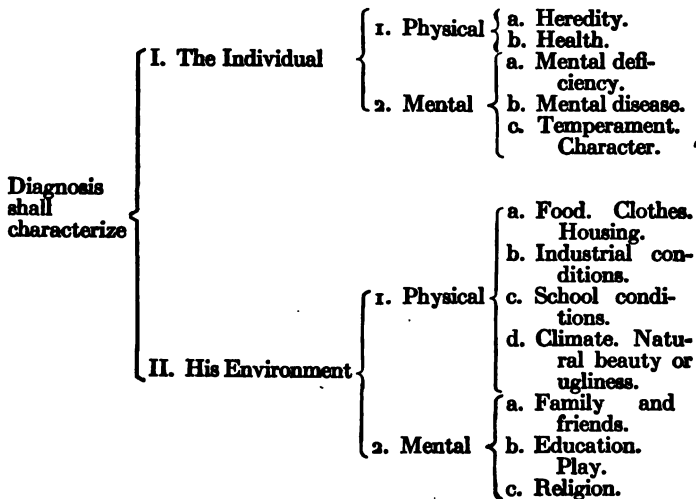 1. Physical
a. Heredity.
b. Health.
I. The Individual
2. Mental
a. Mental defi-
ciency.
b. Mental disease.
c. Temperament.
Character.
Diagnosis
shall
characterize
II. His Environment
1. Physical
a. Food. Clothes.
Housing.
b. Industrial con-
ditions.
c. School condi-
tions.
d. Climate. Natu-
ral beauty or
ugliness.
2. Mental
a. Family and
friends.
b. Education.
Play.
c. Religion.